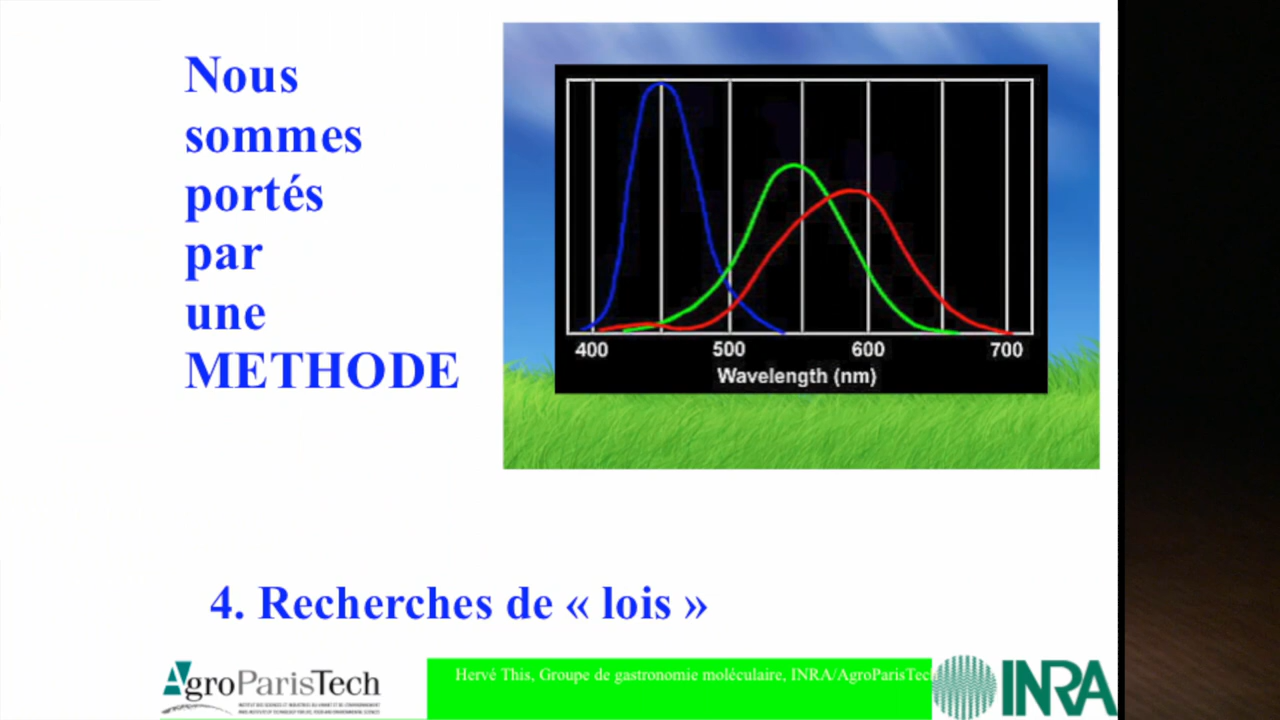 Nous
sommes
portés
par
une
METHODE
400 500 600 700
Wavelength (nm)
4. Recherches de « lois »
AgroParisTech
Hervé This, Groupe de gastronomie moléculaire, INRA/AgroParisTech
INRA